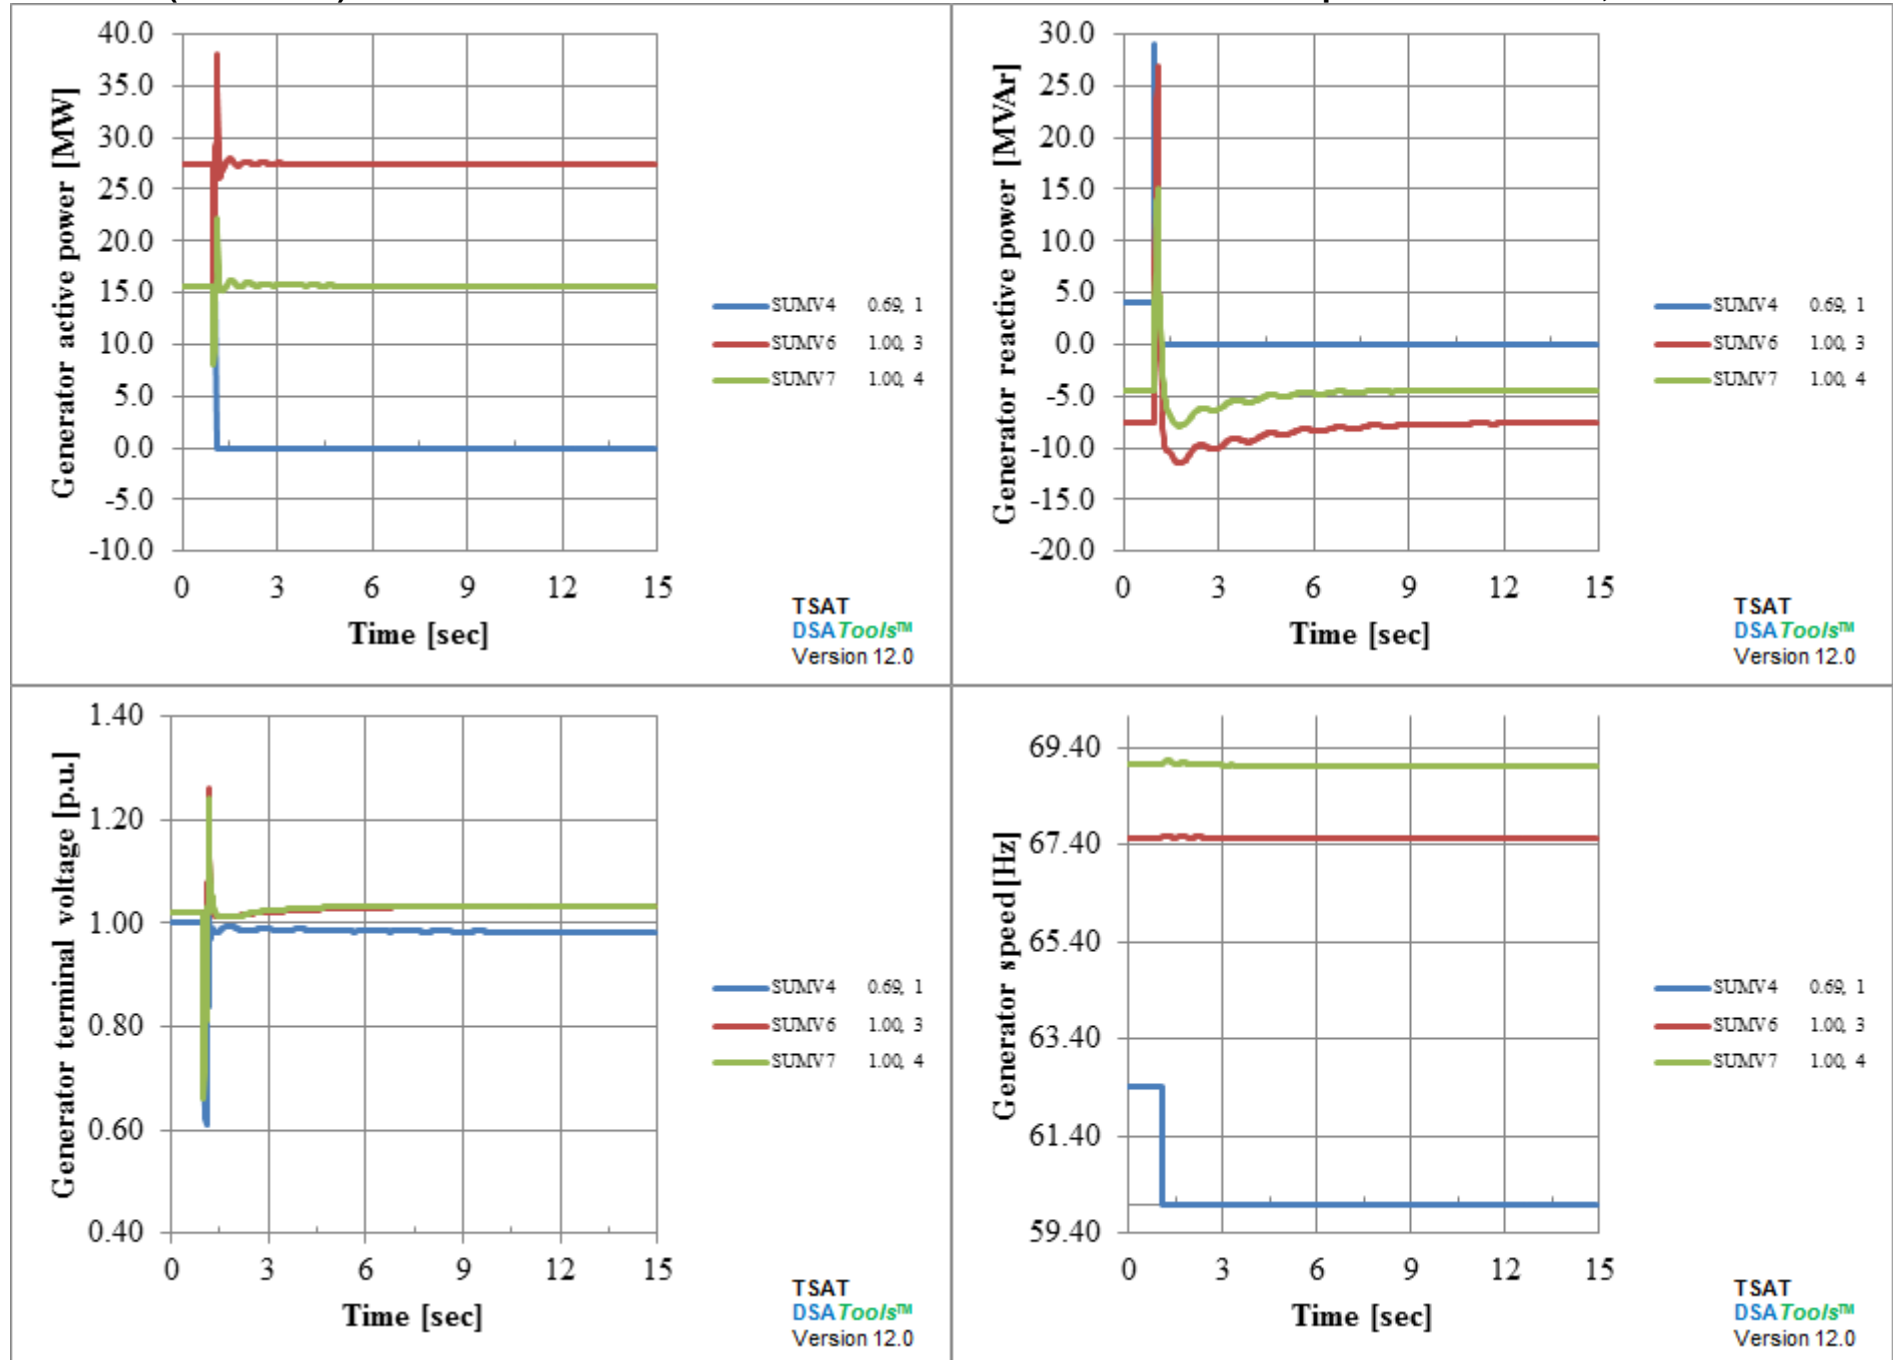 40.0
35.0
30.0
25.0
20.0
15.0
10.0
5.0
0.0
-5.0
-10.0
Generator active power [MW]
0 3 6 9 12 15
Time [sec]
SUMV4 0.69, 1
SUMV6 1.00, 3
SUMV7 1.00, 4
TSAT
DSATools™
Version 12.0
30.0
25.0
20.0
15.0
10.0
5.0
0.0
-5.0
-10.0
-15.0
-20.0
Generator reactive power [MVAr]
0 3 6 9 12 15
Time [sec]
SUMV4 0.69, 1
SUMV6 1.00, 3
SUMV7 1.00, 4
TSAT
DSATools™
Version 12.0
1.40
1.20
1.00
0.80
0.60
0.40
Generator terminal voltage [p.u.]
0 3 6 9 12 15
Time [sec]
SUMV4 0.69, 1
SUMV6 1.00, 3
SUMV7 1.00, 4
TSAT
DSATools™
Version 12.0
69.40
67.40
65.40
63.40
61.40
59.40
Generator speed[Hz]
0 3 6 9 12 15
Time [sec]
SUMV4 0.69, 1
SUMV6 1.00, 3
SUMV7 1.00, 4
TSAT
DSATools™
Version 12.0